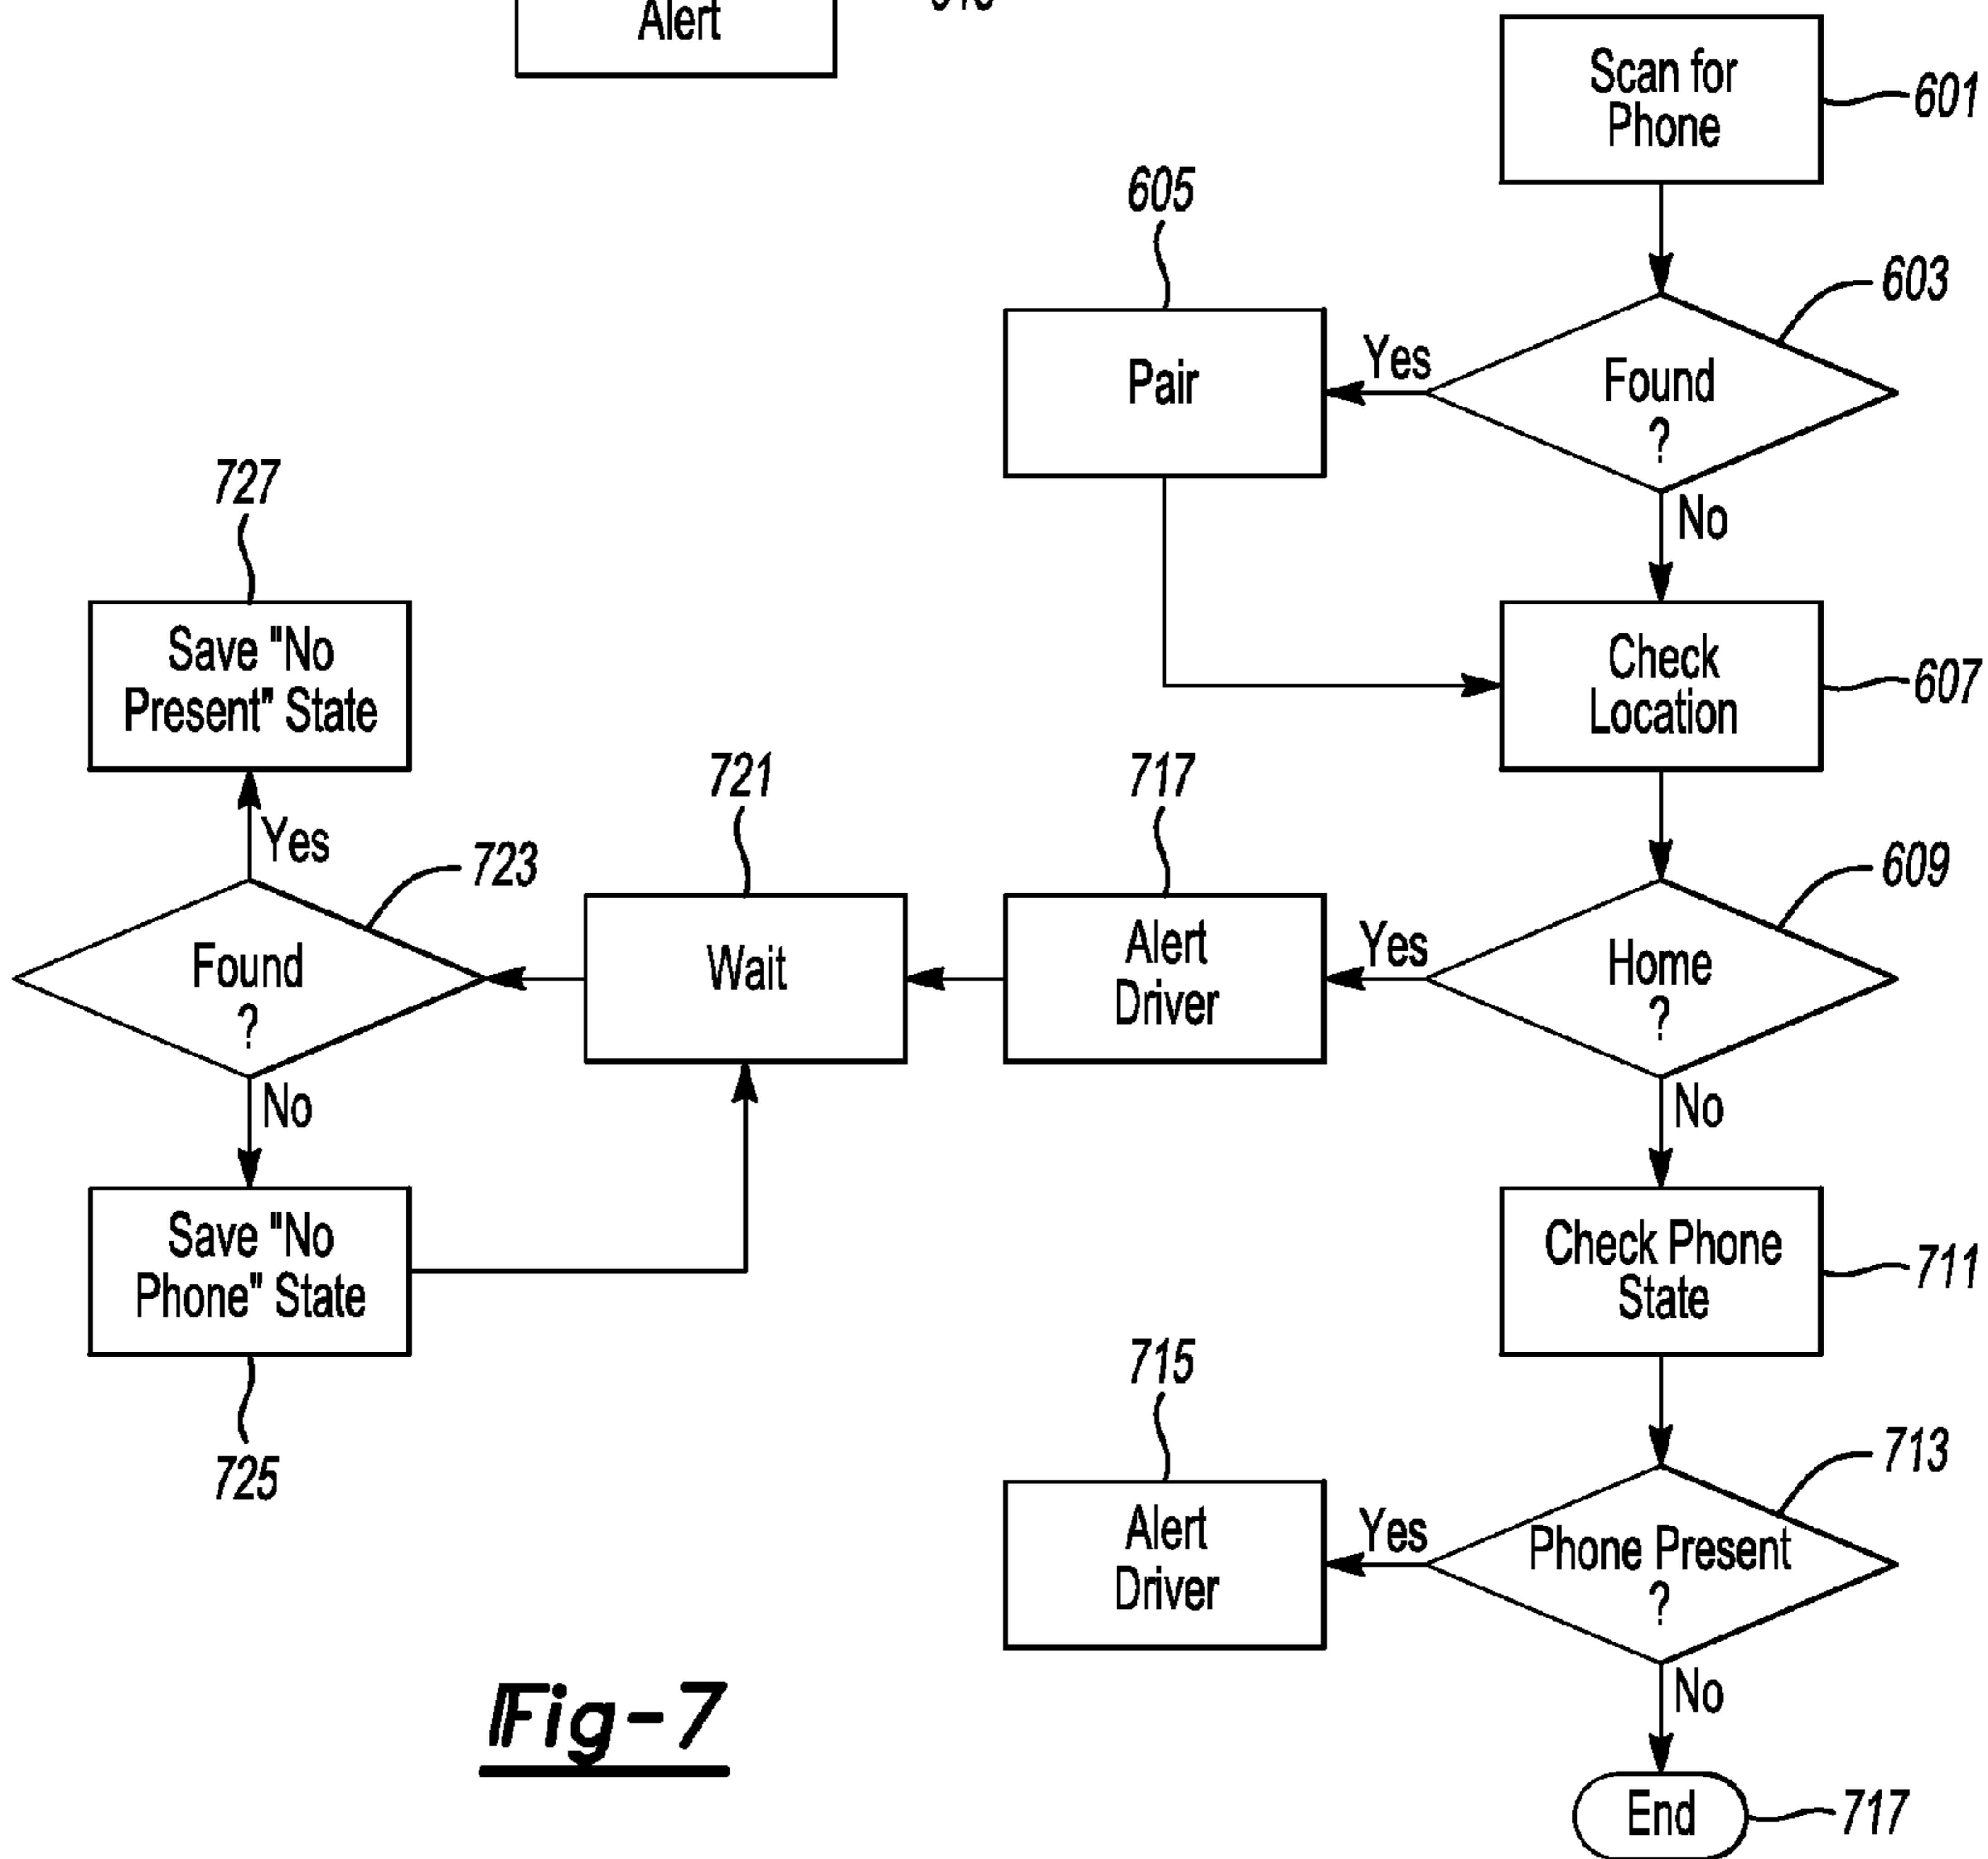 Alert
Scan for
Phone
601
605
603
Pair
Yes
Found
?
No
727
Save "No
Present" State
Check
Location
607
721
717
Yes
723
609
Found
?
Wait
Alert
Driver
Yes
Home
?
No
No
Save "No
Phone" State
Check Phone
State
711
725
715
713
Alert
Driver
Yes
Phone Present
?
No
Fig-7
End
717